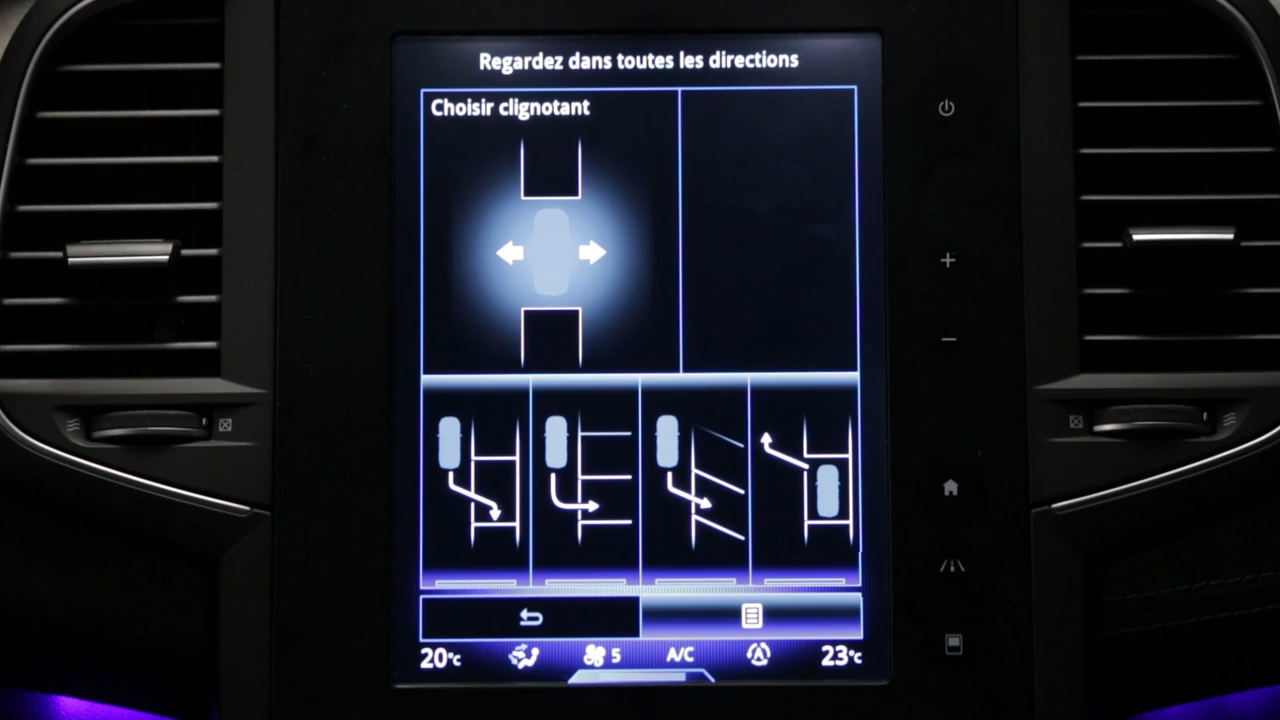 Regardez dans toutes les directions
Choisir clignotant
20°C
5
A/C
23°C